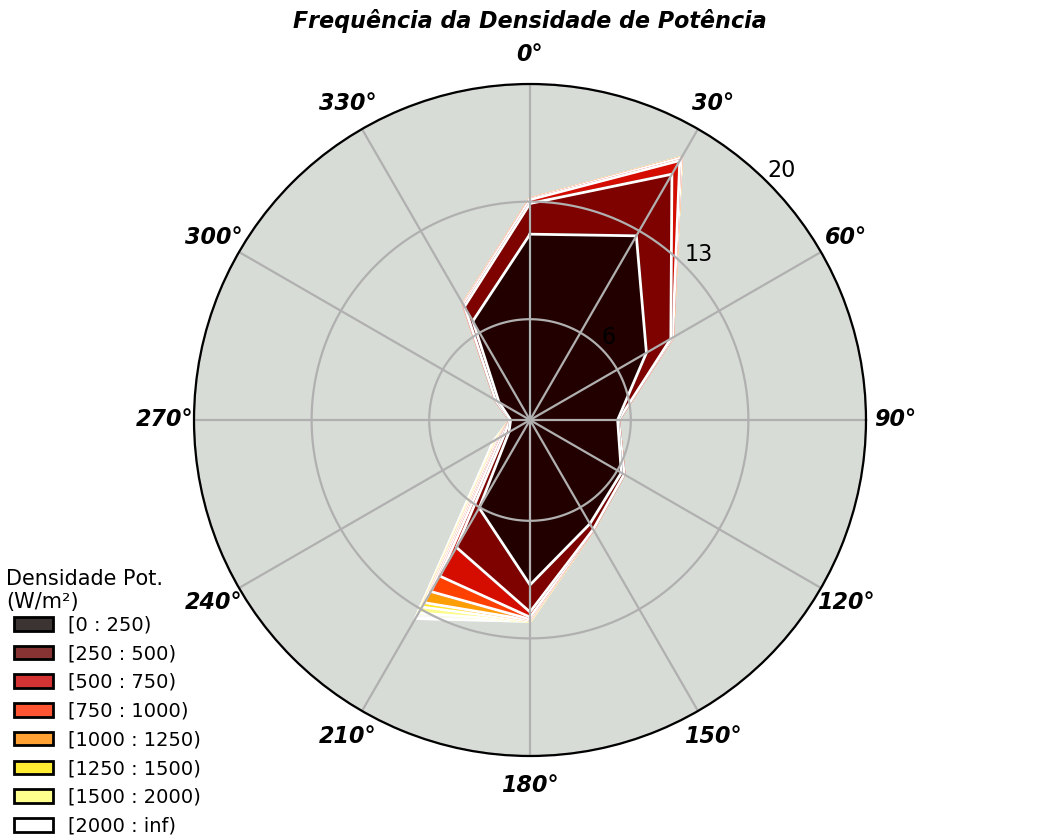 Frequência da Densidade de Potência
0°
330°
30°
20
300°
60°
13
6
270°
90°
240°
120°
210°
150°
180°
Densidade Pot.
(W/m²)
[0 : 250)
[250 : 500)
[500 : 750)
[750 : 1000)
[1000 : 1250)
[1250 : 1500)
[1500 : 2000)
[2000 : inf)